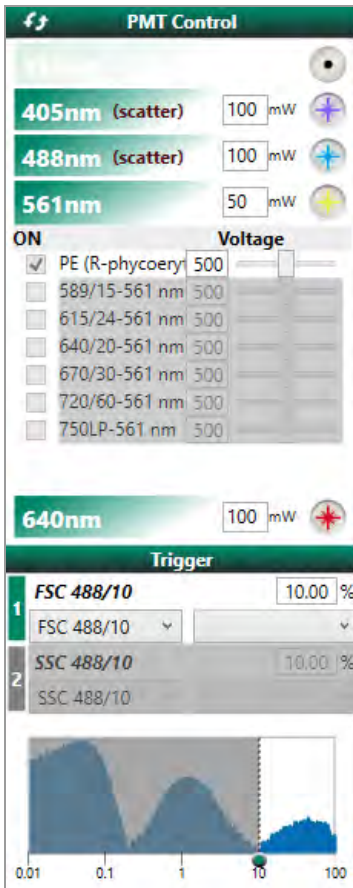 PMT Control
405nm (scatter) 100 mW
488nm (scatter) 100 mW
561nm 50 mW
ON Voltage
PE (R-phycoeryt 500
589/15-561 nm 500
615/24-561 nm 500
640/20-561 nm 500
670/30-561 nm 500
720/60-561 nm 500
750LP-561 nm 500
640nm 100 mW
Trigger
1 FSC 488/10 10.00 %
FSC 488/10
2 SSC 488/10 10.00 %
SSC 488/10
0.01 0.1 1 10 100